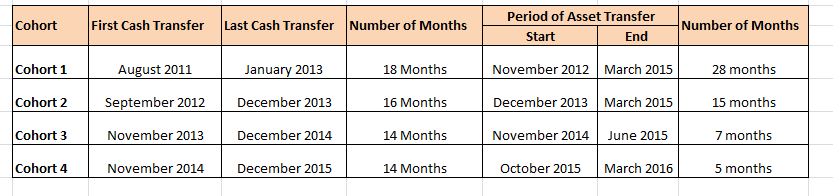 Cohort First Cash Transfer Last Cash Transfer Number of Months Period of Asset Transfer Number of Months
Start End
Cohort 1 August 2011 January 2013 18 Months November 2012 March 2015 28 months
Cohort 2 September 2012 December 2013 16 Months December 2013 March 2015 15 months
Cohort 3 November 2013 December 2014 14 Months November 2014 June 2015 7 months
Cohort 4 November 2014 December 2015 14 Months October 2015 March 2016 5 months